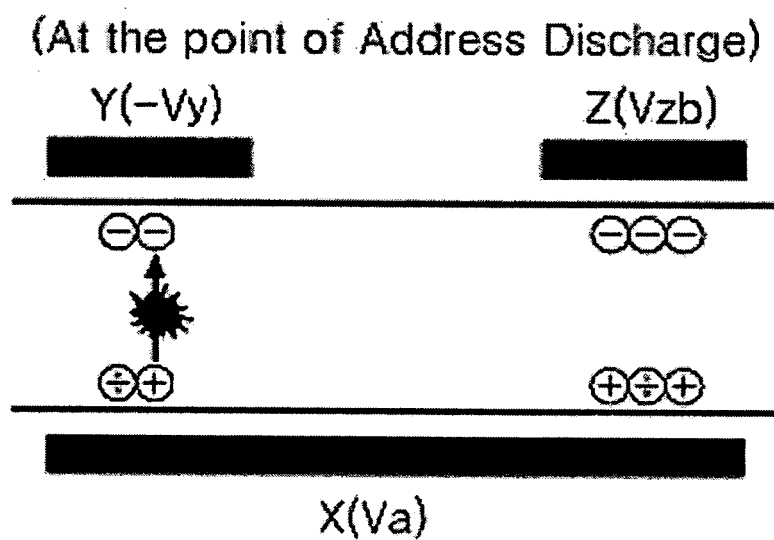 (At the point of Address Discharge)
Y(-Vy) Z(Vzb)
X(Va)